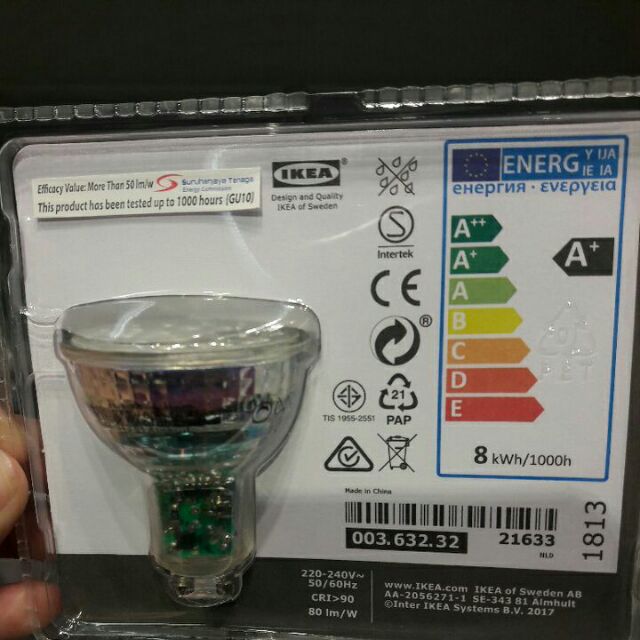 Efficacy Value: More Than 50 lm/w
Suruhanjaya Tenaga
Energy Commission
This product has been tested up to 1000 hours (GU10)
IKEA
Design and Quality
IKEA of Sweden
S
Intertek
CE
®
TIS 1955-2551
21
PAP
ENERG Y IJA
IE IA
енергия · ενεργεια
A++
A+
A
B
C
D
E
A+
PET
8 kWh/1000h
Made in China
003.632.32
21633
NLD
1813
220-240V~
50/60Hz
CRI>90
80 lm/W
www.IKEA.com IKEA of Sweden AB
AA-2056271-1 SE-343 81 Älmhult
©Inter IKEA Systems B.V. 2017